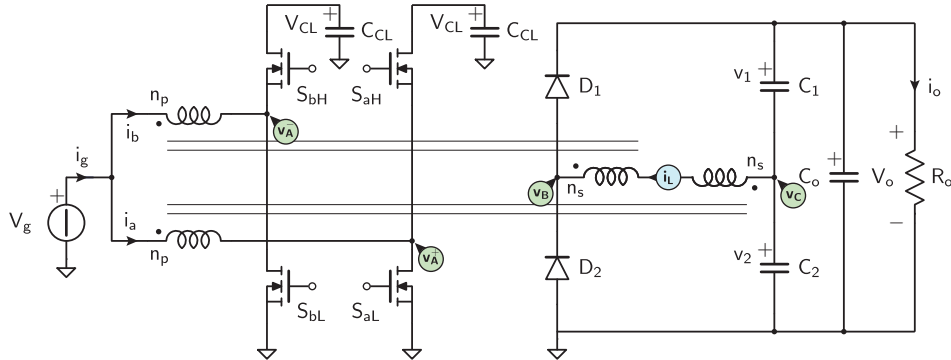 V_CL + C_CL V_CL + C_CL
S_bH S_aH D_1 v_1 + C_1
n_p i_b v_A^- i_o
i_g + V_g
n_s i_L n_s C_o + V_o + R_o −
v_B v_C
i_a n_p v_A^+
S_bL S_aL D_2 v_2 + C_2